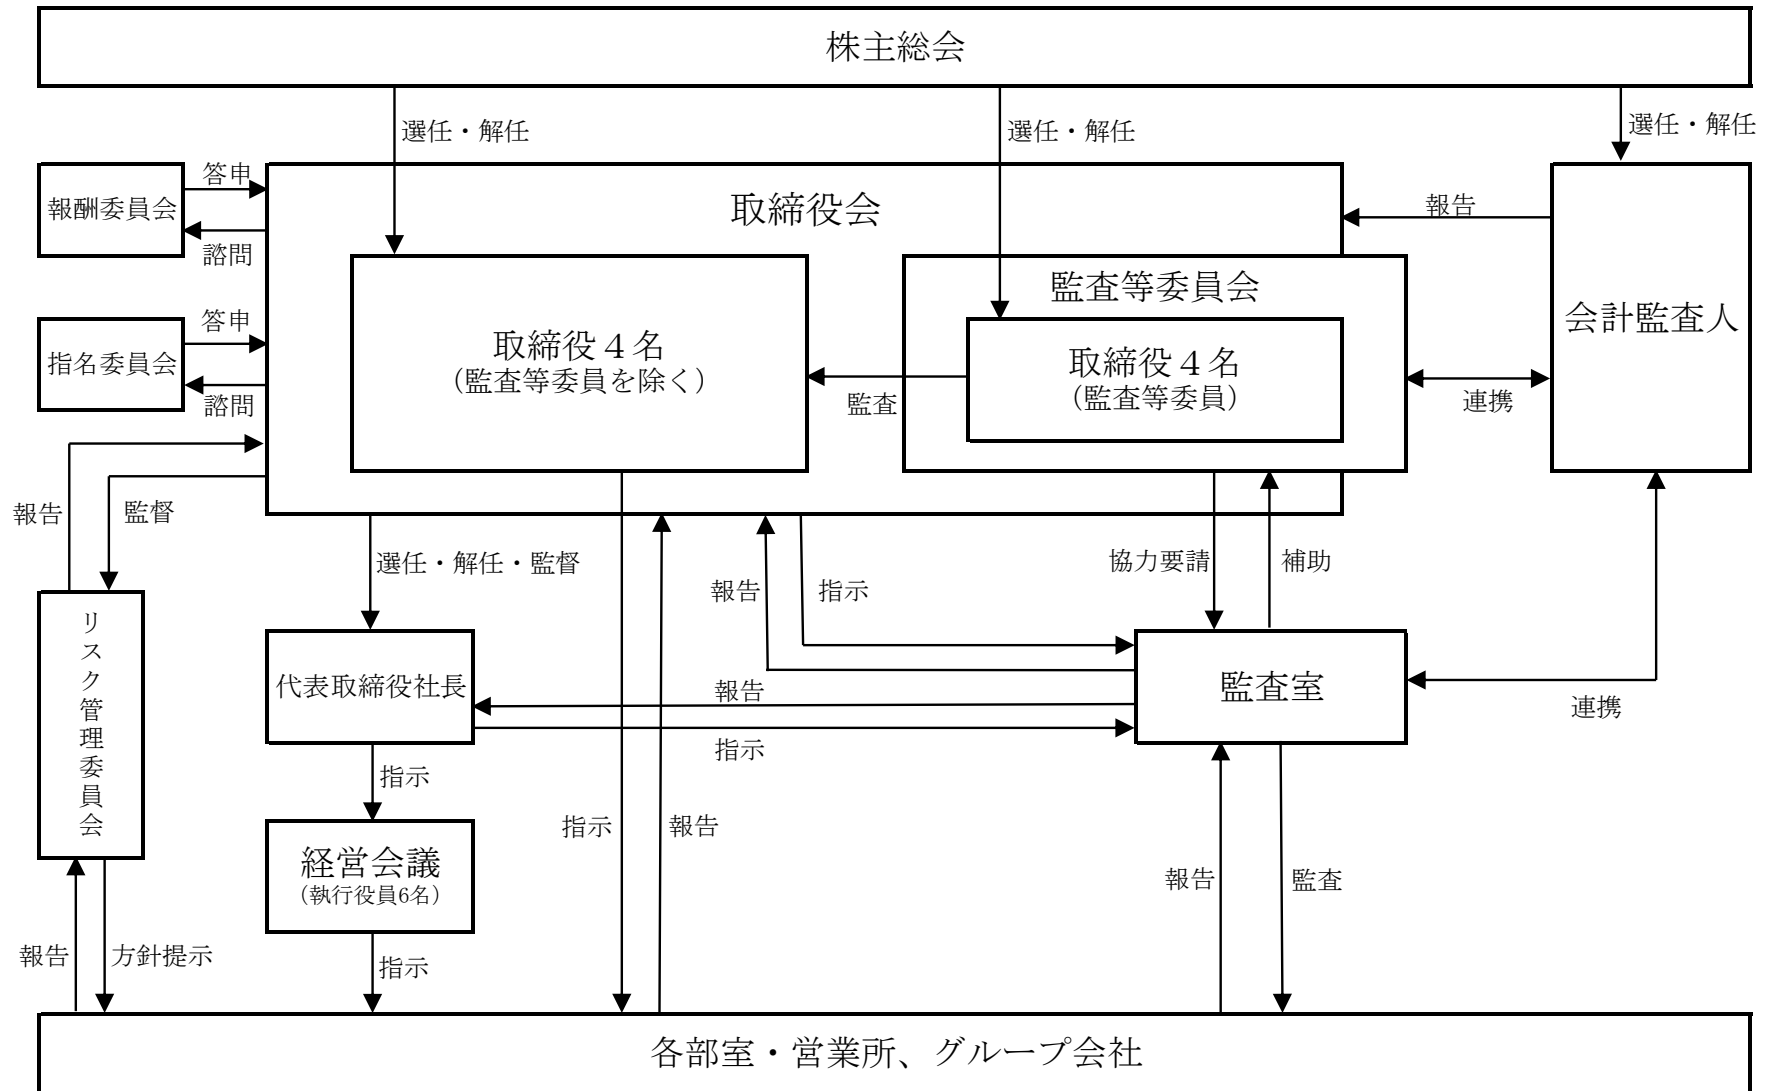 株主総会
選任・解任
選任・解任
選任・解任
報酬委員会
答申
諮問
取締役会
報告
会計監査人
監査等委員会
指名委員会
答申
諮問
取締役４名
（監査等委員を除く）
監査
取締役４名
（監査等委員）
連携
報告
監督
選任・解任・監督
報告
指示
協力要請
補助
リスク管理委員会
代表取締役社長
報告
指示
監査室
連携
指示
経営会議
（執行役員6名）
指示
報告
報告
監査
報告
方針提示
指示
各部室・営業所、グループ会社